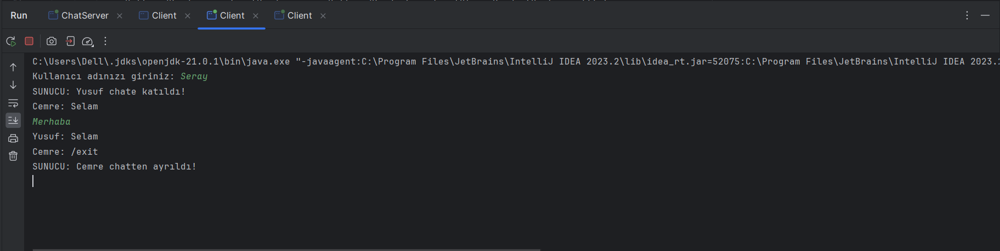 Run ChatServer Client Client Client
C:\Users\Dell\.jdks\openjdk-21.0.1\bin\java.exe "-javaagent:C:\Program Files\JetBrains\IntelliJ IDEA 2023.2\lib\idea_rt.jar=52075:C:\Program Files\JetBrains\IntelliJ IDEA 2023.2
Kullanıcı adınızı giriniz: Seray
SUNUCU: Yusuf chate katıldı!
Cemre: Selam
Merhaba
Yusuf: Selam
Cemre: /exit
SUNUCU: Cemre chatten ayrıldı!